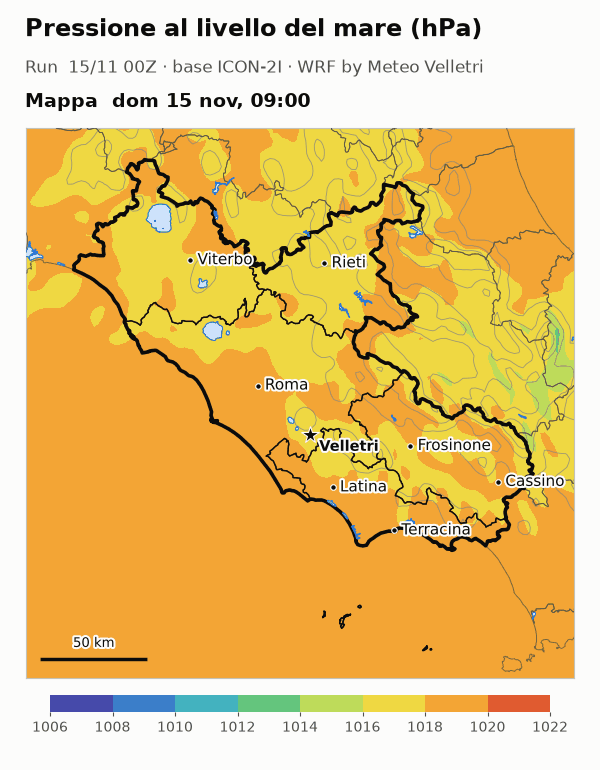 Pressione al livello del mare (hPa)
Run  15/11 00Z · base ICON-2I · WRF by Meteo Velletri
Mappa  dom 15 nov, 09:00
Viterbo
Rieti
Roma
Velletri
Frosinone
Cassino
Latina
Terracina
50 km
1006 1008 1010 1012 1014 1016 1018 1020 1022